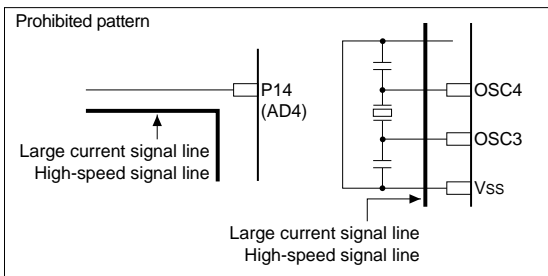 Prohibited pattern
P14
(AD4)
Large current signal line
High-speed signal line
OSC4
OSC3
Vss
Large current signal line
High-speed signal line